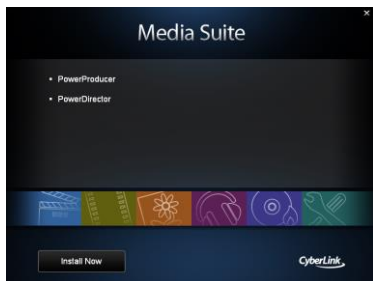 Media Suite
• PowerProducer
• PowerDirector
Install Now
CyberLink